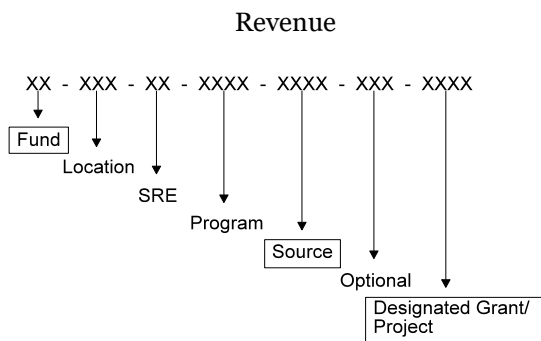 Revenue
XX - XXX - XX - XXXX - XXXX - XXX - XXXX
Fund
Location
SRE
Program
Source
Optional
Designated Grant/
Project